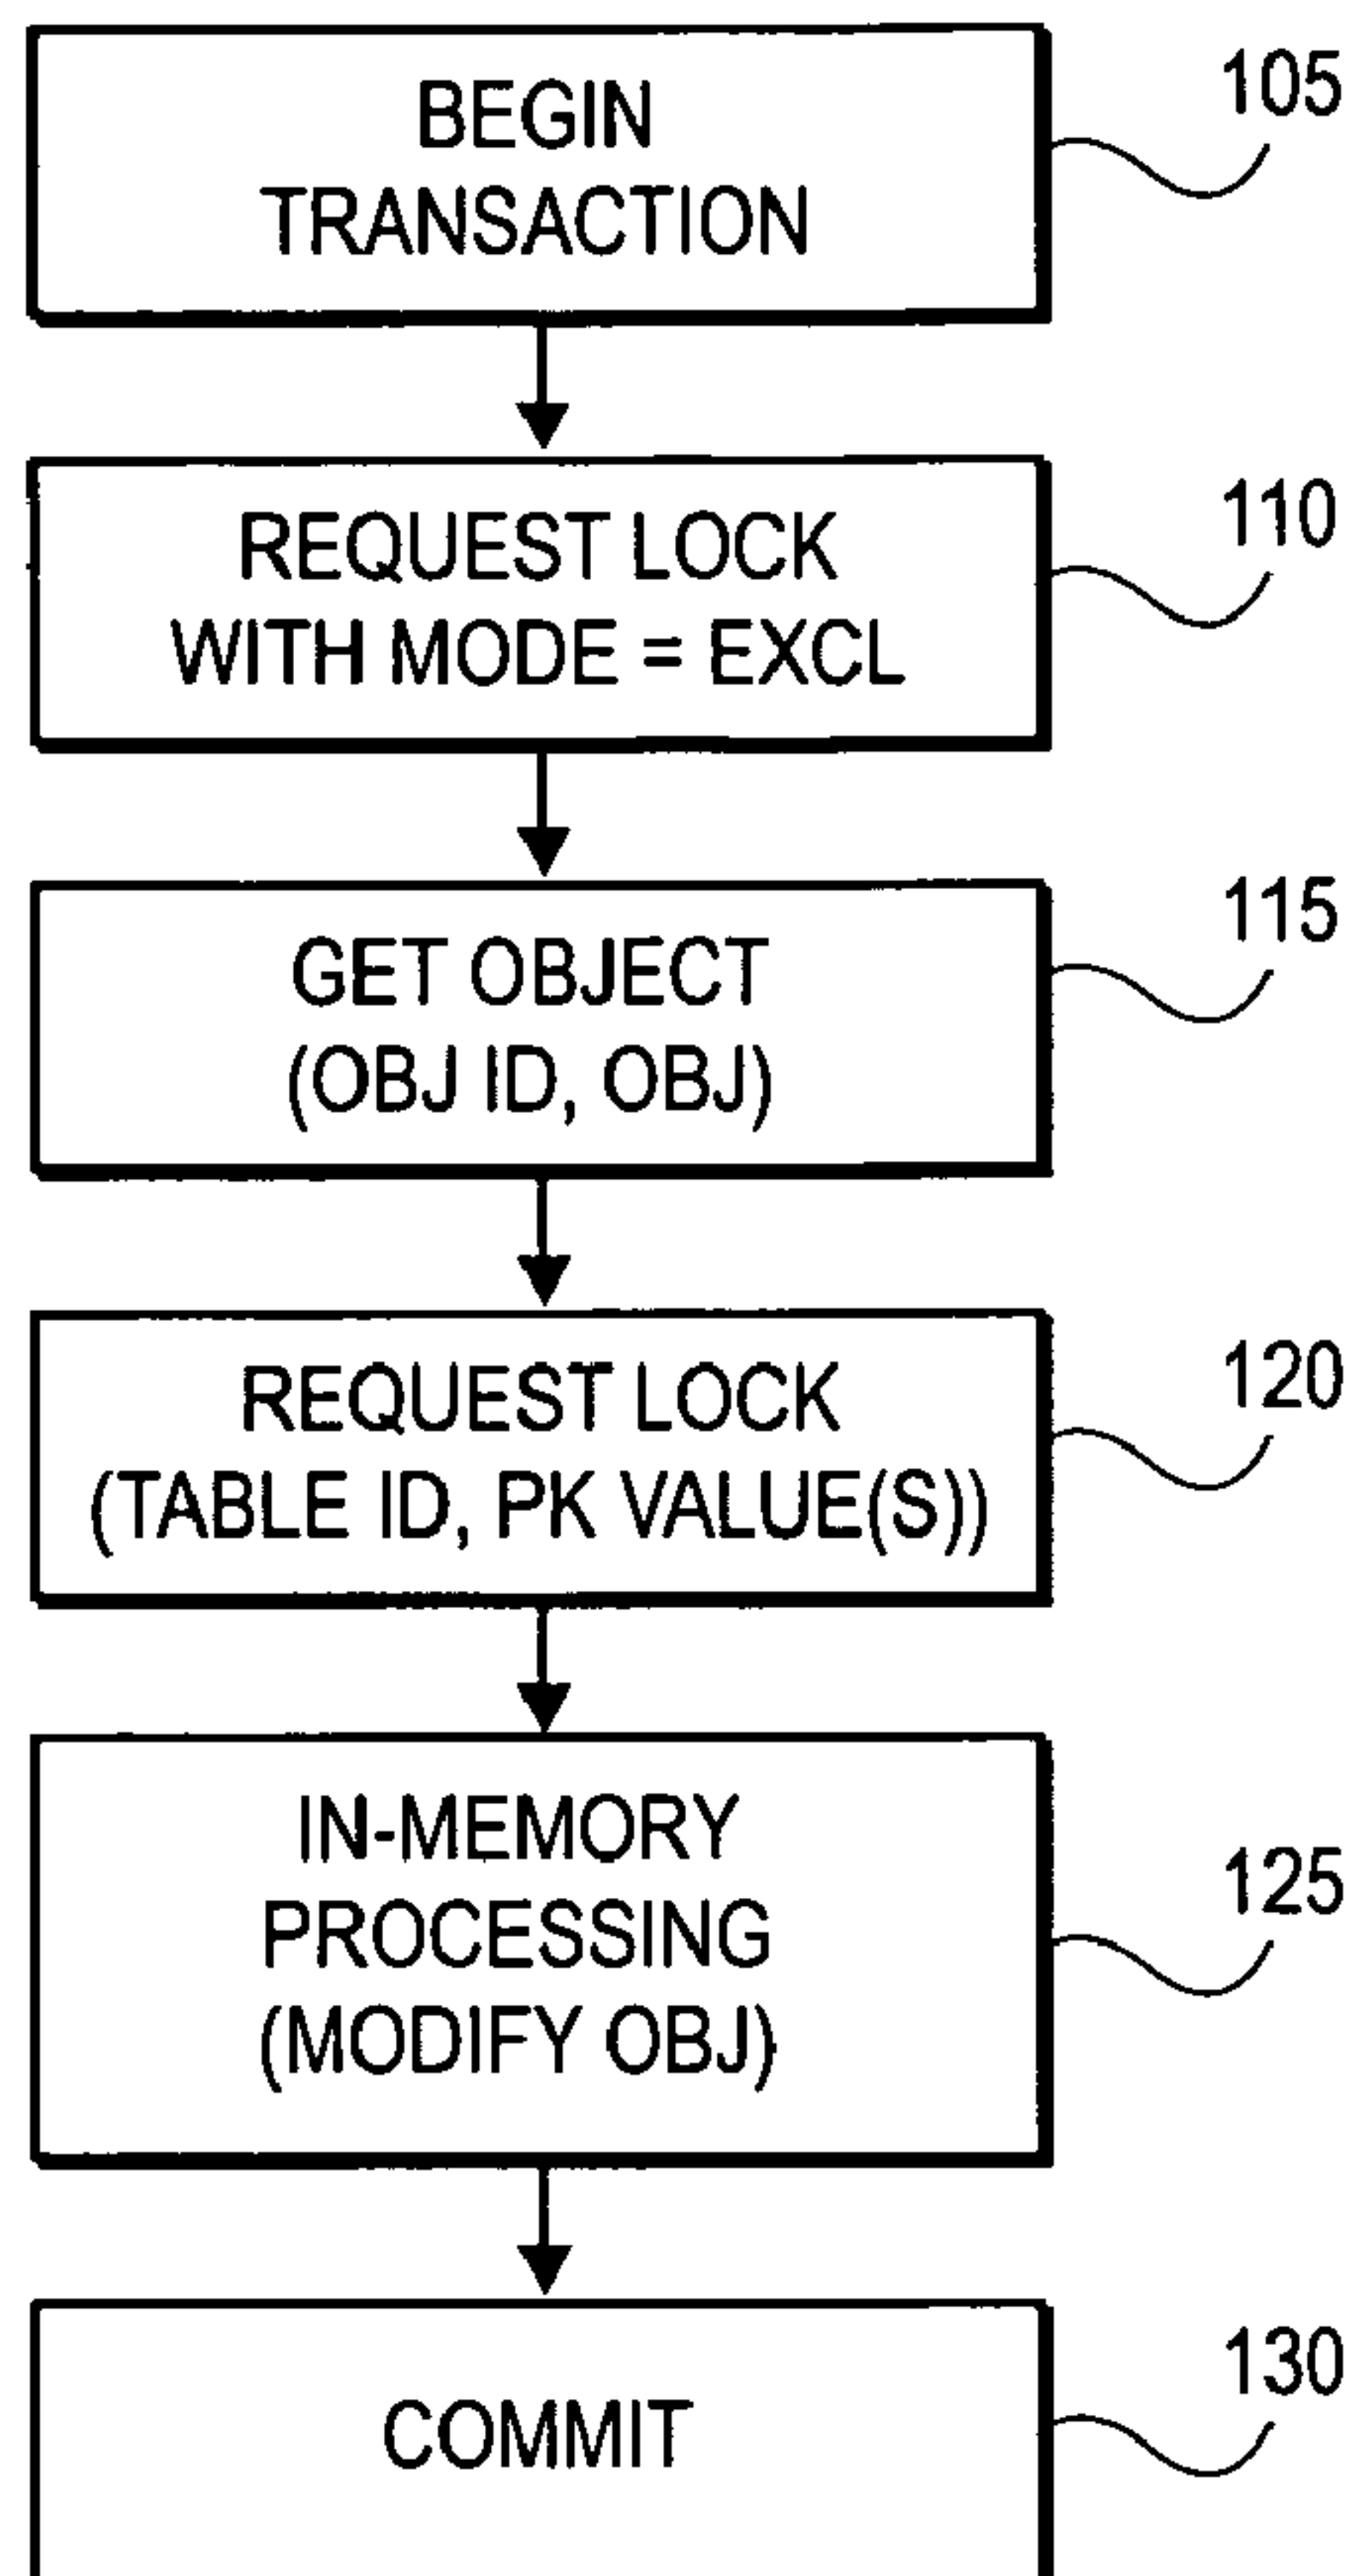 BEGIN
TRANSACTION
105
REQUEST LOCK
WITH MODE = EXCL
110
GET OBJECT
(OBJ ID, OBJ)
115
REQUEST LOCK
(TABLE ID, PK VALUE(S))
120
IN-MEMORY
PROCESSING
(MODIFY OBJ)
125
COMMIT
130